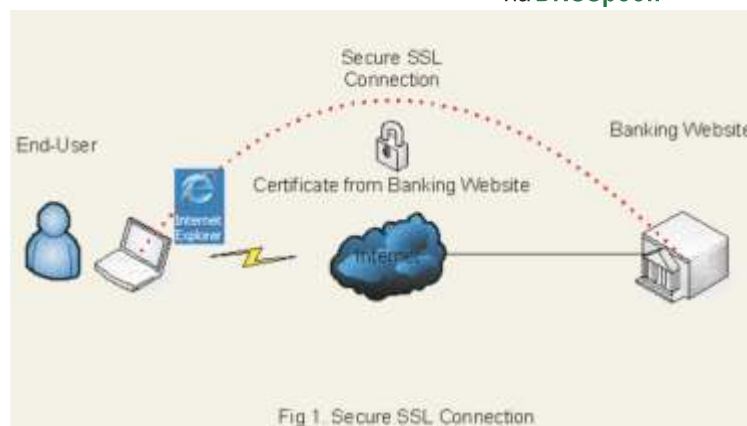 Secure SSL
Connection
End-User
Banking Website
Certificate from Banking Website
Internet
Explorer
Internet
Fig 1. Secure SSL Connection